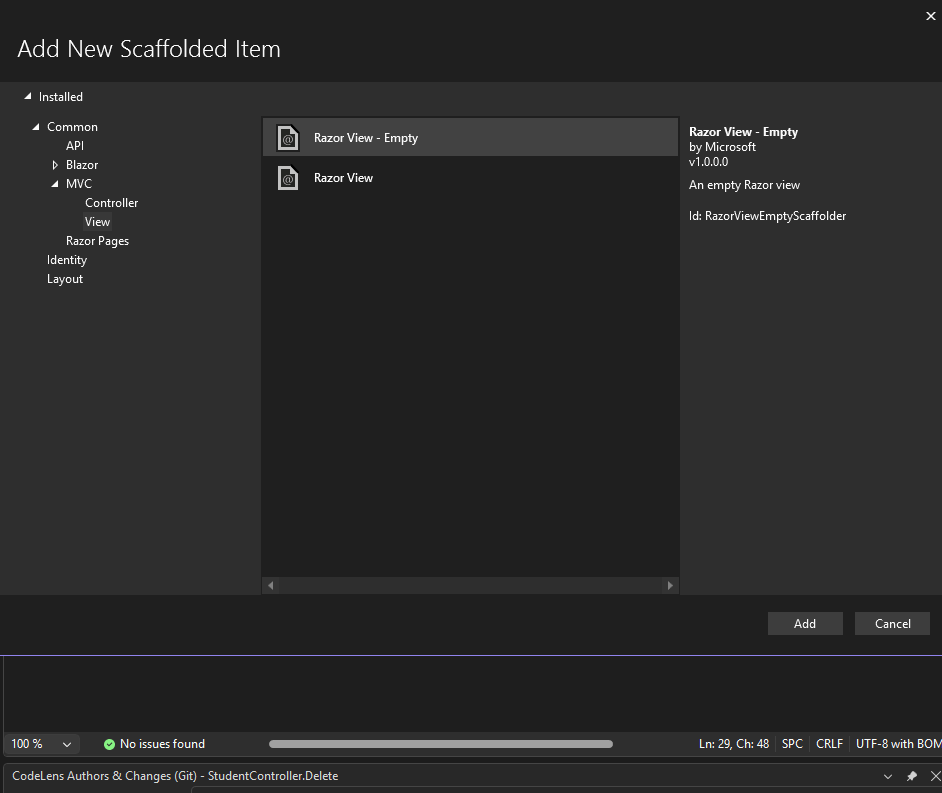 Add New Scaffolded Item
Installed
Common
API
Blazor
MVC
Controller
View
Razor Pages
Identity
Layout
Razor View - Empty
Razor View
Razor View - Empty
by Microsoft
v1.0.0.0
An empty Razor view
Id: RazorViewEmptyScaffolder
Add
Cancel
100 %
No issues found
Ln: 29, Ch: 48
SPC
CRLF
UTF-8 with BOM
CodeLens Authors & Changes (Git) - StudentController.Delete